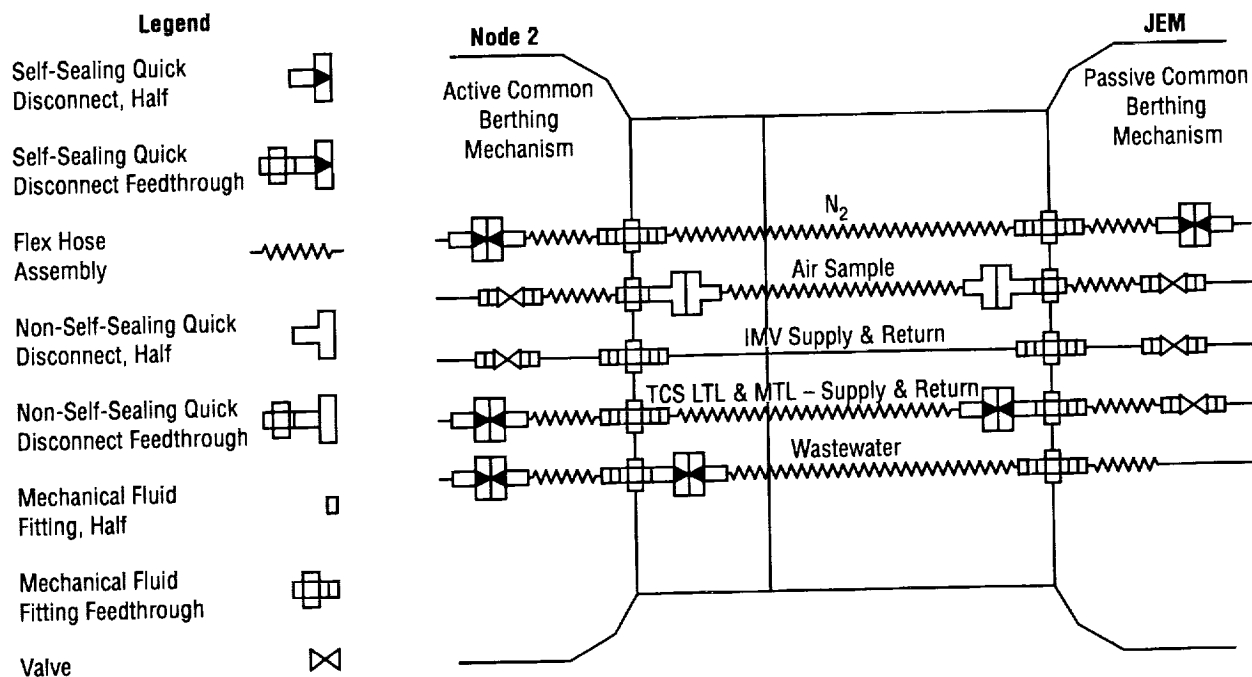 Legend
Self-Sealing Quick
Disconnect, Half
Self-Sealing Quick
Disconnect Feedthrough
Flex Hose
Assembly
Non-Self-Sealing Quick
Disconnect, Half
Non-Self-Sealing Quick
Disconnect Feedthrough
Mechanical Fluid
Fitting, Half
Mechanical Fluid
Fitting Feedthrough
Valve
Node 2
Active Common
Berthing
Mechanism
JEM
Passive Common
Berthing
Mechanism
N2
Air Sample
IMV Supply & Return
TCS LTL & MTL – Supply & Return
Wastewater